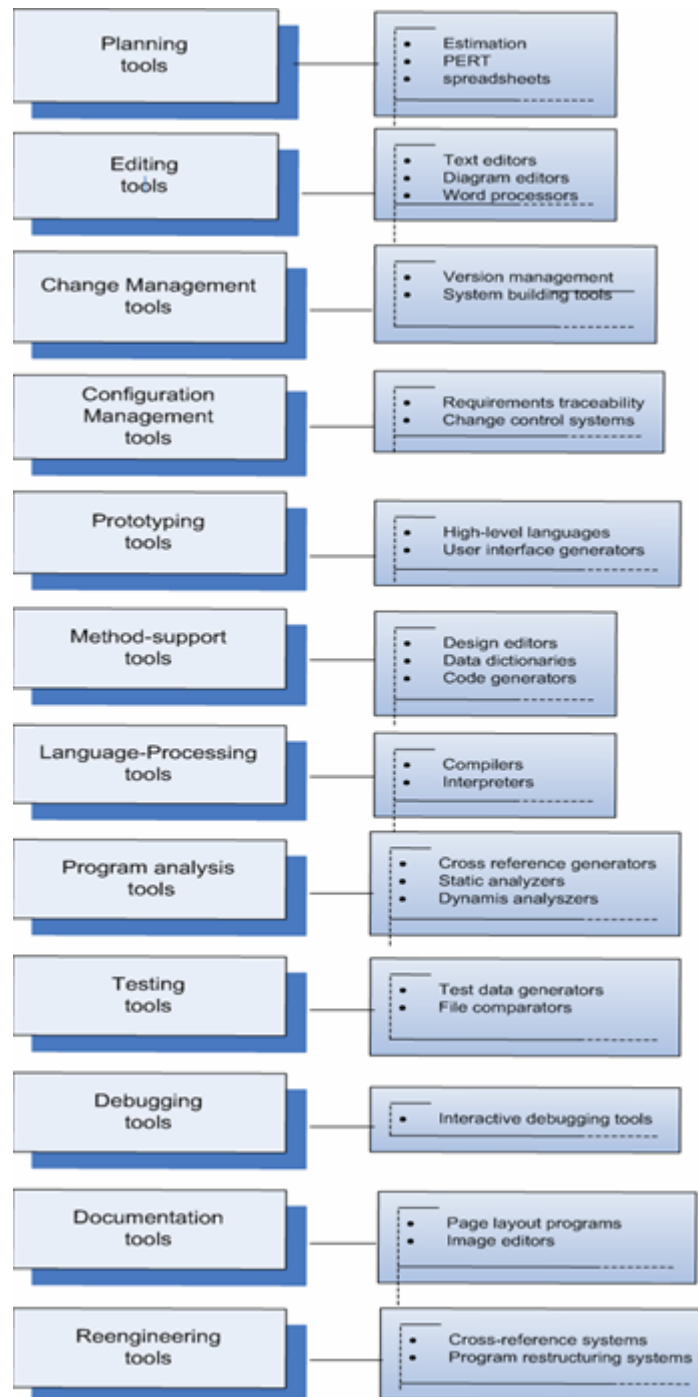 Planning
tools
• Estimation
• PERT
• spreadsheets
Editing
tools
• Text editors
• Diagram editors
• Word processors
Change Management
tools
• Version management
• System building tools
Configuration
Management
tools
• Requirements traceability
• Change control systems
Prototyping
tools
• High-level languages
• User interface generators
Method-support
tools
• Design editors
• Data dictionaries
• Code generators
Language-Processing
tools
• Compilers
• Interpreters
Program analysis
tools
• Cross reference generators
• Static analyzers
• Dynamis analyszers
Testing
tools
• Test data generators
• File comparators
Debugging
tools
• Interactive debugging tools
Documentation
tools
• Page layout programs
• Image editors
Reengineering
tools
• Cross-reference systems
• Program restructuring systems